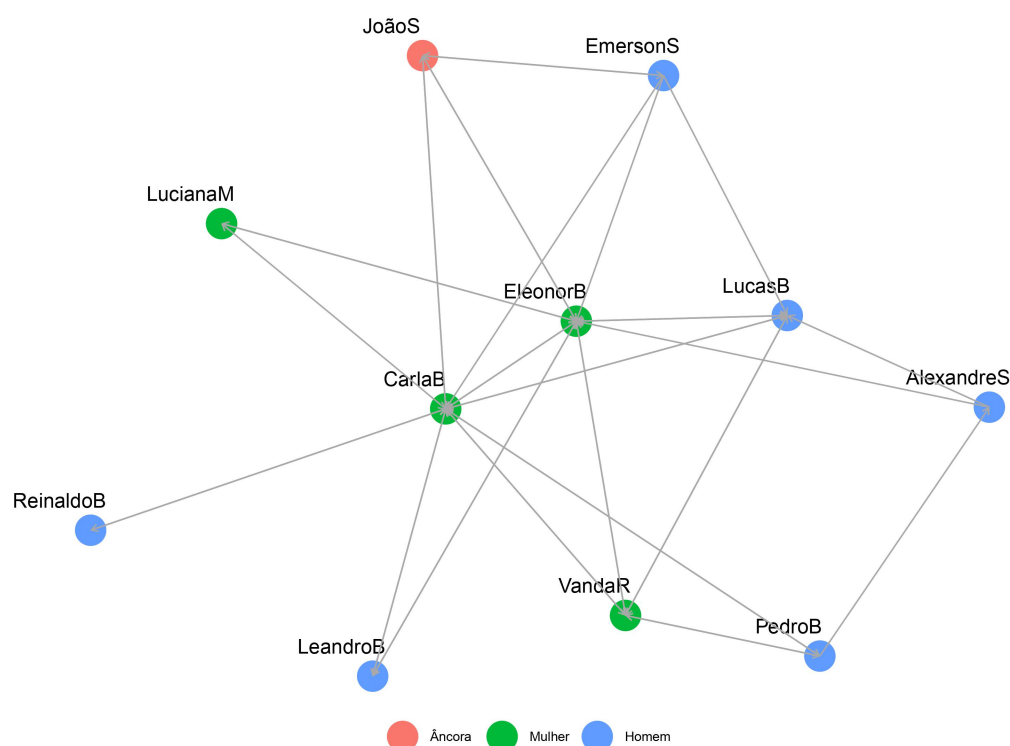 JoãoS
EmersonS
LucianaM
EleonorB
LucasB
CarlaB
AlexandreS
ReinaldoB
VandaR
PedroB
LeandroB
Âncora
Mulher
Homem